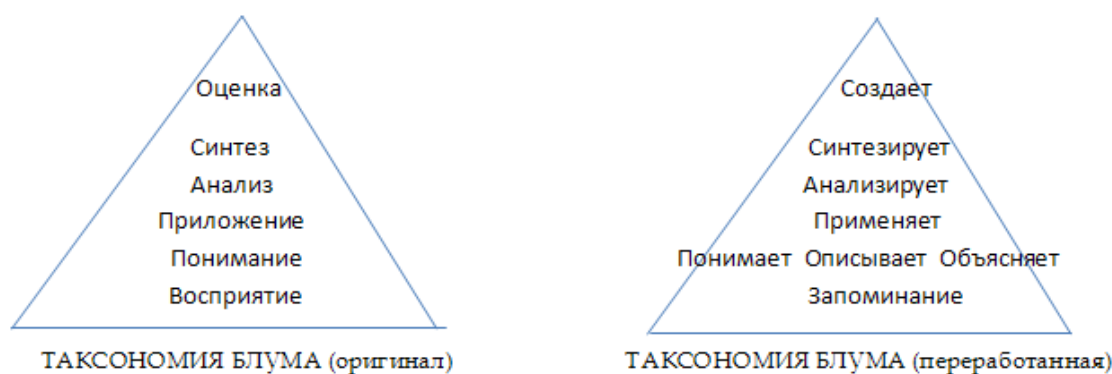 Оценка
Синтез
Анализ
Приложение
Понимание
Восприятие
ТАКСОНОМИЯ БЛУМА (оригинал)
Создает
Синтезирует
Анализирует
Применяет
Понимает Описывает Объясняет
Запоминание
ТАКСОНОМИЯ БЛУМА (переработанная)